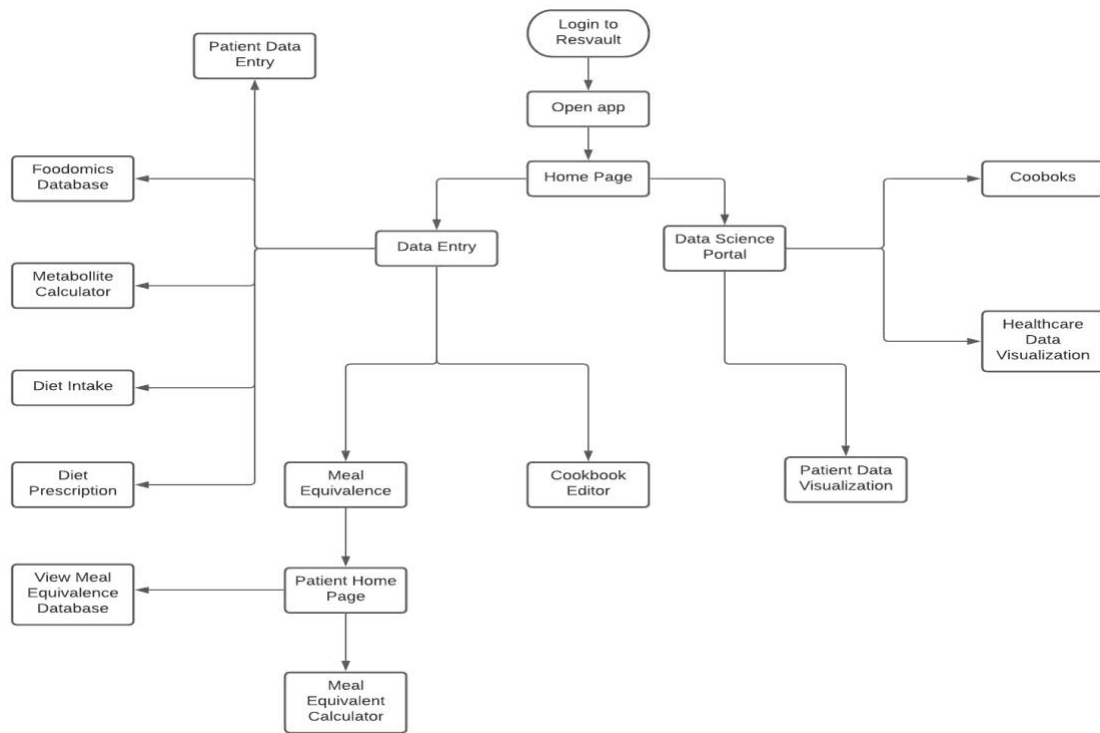 Login to
Resvault
Patient Data
Entry
Open app
Foodomics
Database
Home Page
Cooboks
Data Entry
Data Science
Portal
Metabollite
Calculator
Healthcare
Data
Visualization
Diet Intake
Diet
Prescription
Meal
Equivalence
Cookbook
Editor
Patient Data
Visualization
View Meal
Equivalence
Database
Patient Home
Page
Meal
Equivalent
Calculator